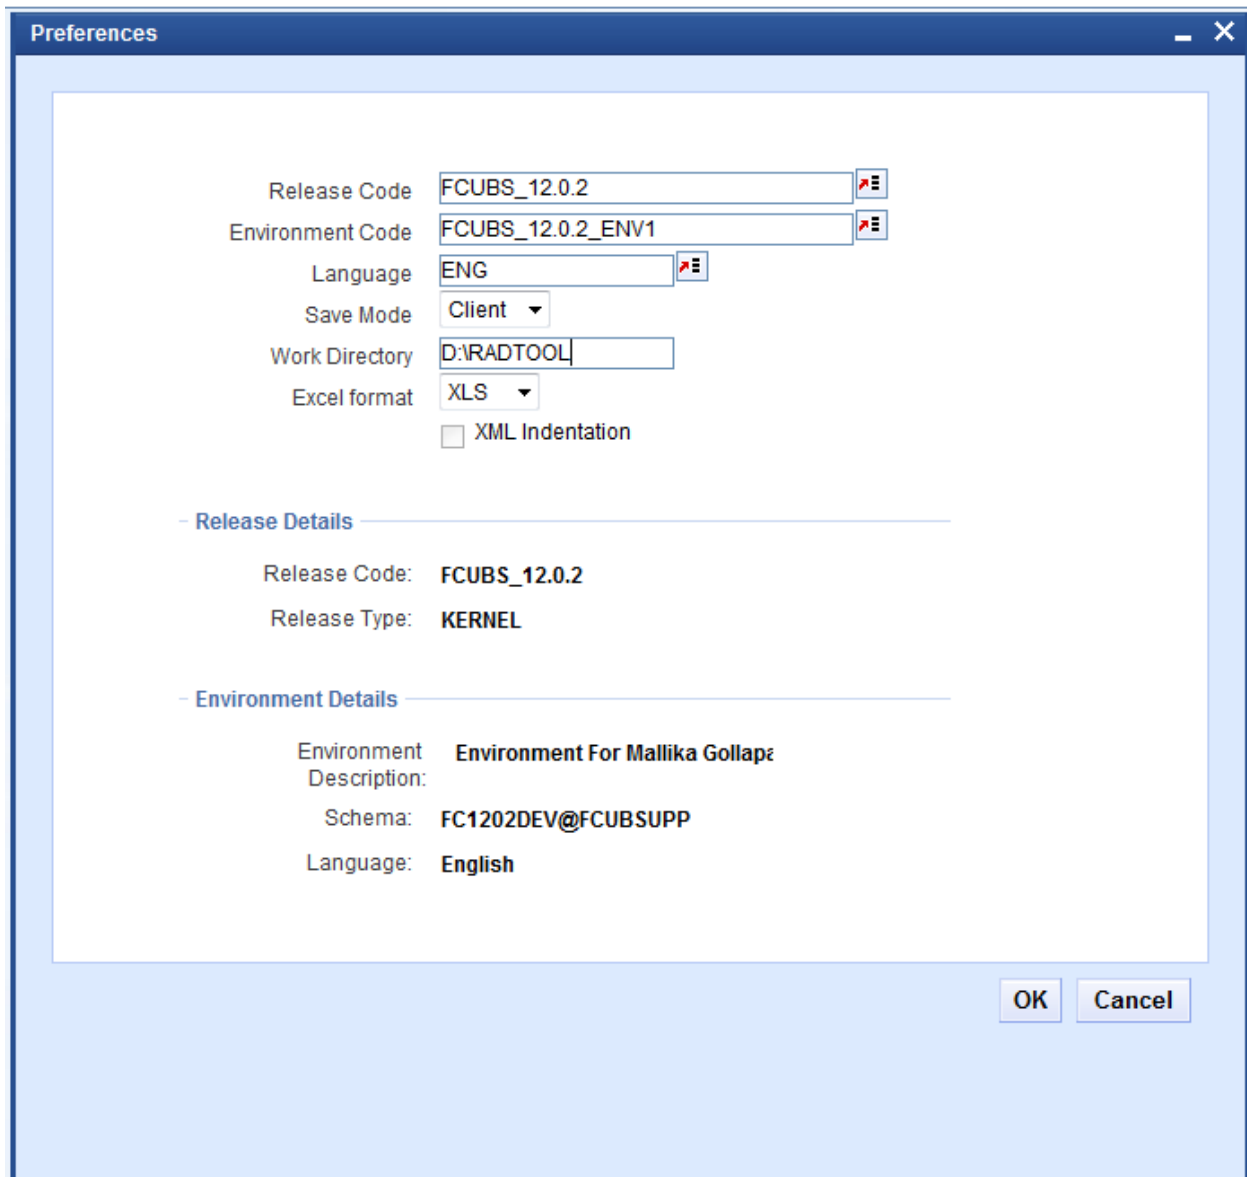 Preferences
Release Code FCUBS_12.0.2
Environment Code FCUBS_12.0.2_ENV1
Language ENG
Save Mode Client
Work Directory D:\RADTOOL
Excel format XLS
XML Indentation
Release Details
Release Code: FCUBS_12.0.2
Release Type: KERNEL
Environment Details
Environment Environment For Mallika Gollapa
Description:
Schema: FC1202DEV@FCUBSUPP
Language: English
OK Cancel